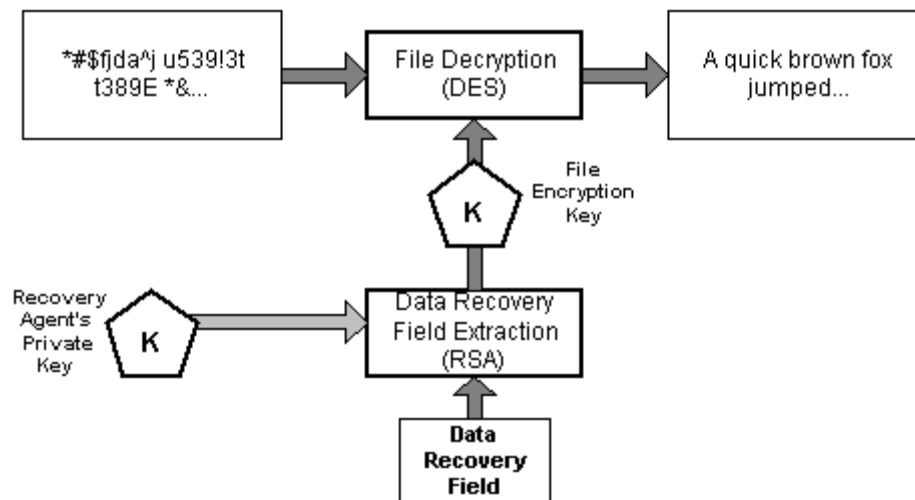 *#$fjda^j u539!3t
t389E *&...
File Decryption
(DES)
A quick brown fox
jumped...
K
File
Encryption
Key
Recovery
Agent's
Private
Key
K
Data Recovery
Field Extraction
(RSA)
Data
Recovery
Field